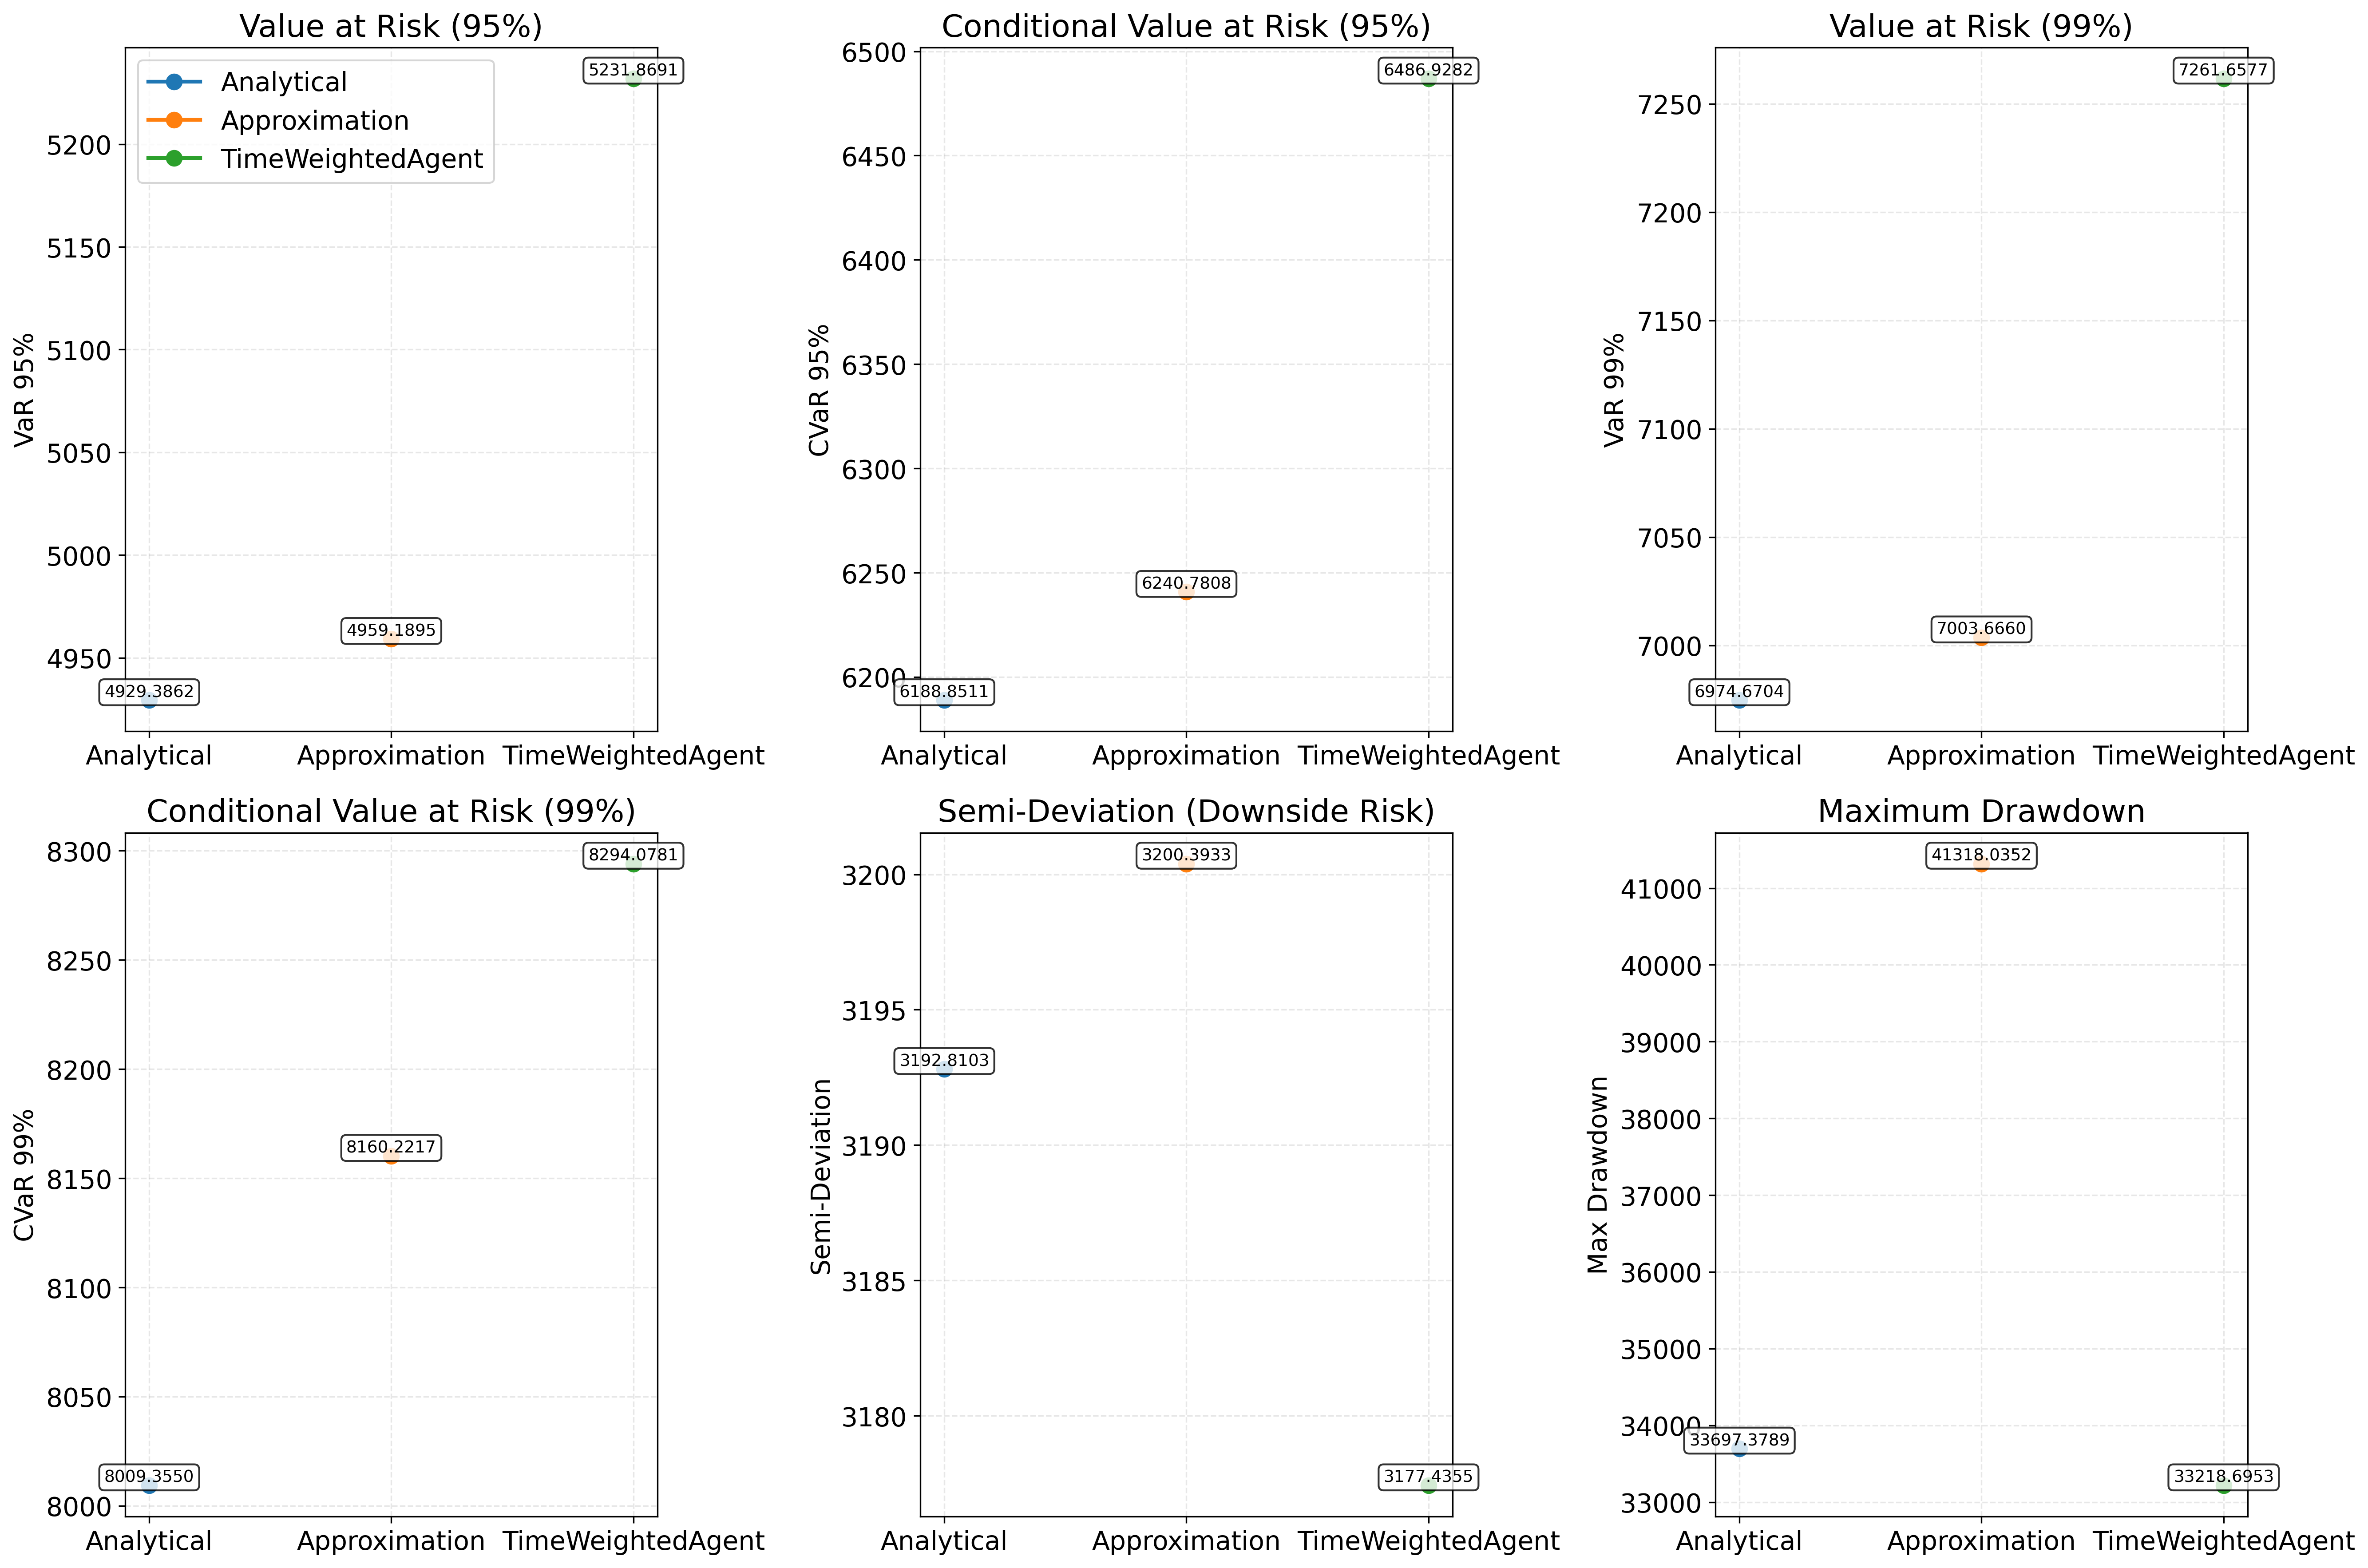 Value at Risk (95%)
VaR 95%
5200
5150
5100
5050
5000
4950
Analytical
Approximation
TimeWeightedAgent
4929.3862
4959.1895
5231.8691
Analytical
Approximation
TimeWeightedAgent
Conditional Value at Risk (95%)
CVaR 95%
6500
6450
6400
6350
6300
6250
6200
6188.8511
6240.7808
6486.9282
Analytical
Approximation
TimeWeightedAgent
Value at Risk (99%)
VaR 99%
7250
7200
7150
7100
7050
7000
6974.6704
7003.6660
7261.6577
Analytical
Approximation
TimeWeightedAgent
Conditional Value at Risk (99%)
CVaR 99%
8300
8250
8200
8150
8100
8050
8000
8009.3550
8160.2217
8294.0781
Analytical
Approximation
TimeWeightedAgent
Semi-Deviation (Downside Risk)
Semi-Deviation
3200
3195
3190
3185
3180
3192.8103
3200.3933
3177.4355
Analytical
Approximation
TimeWeightedAgent
Maximum Drawdown
Max Drawdown
41000
40000
39000
38000
37000
36000
35000
34000
33000
33697.3789
41318.0352
33218.6953
Analytical
Approximation
TimeWeightedAgent